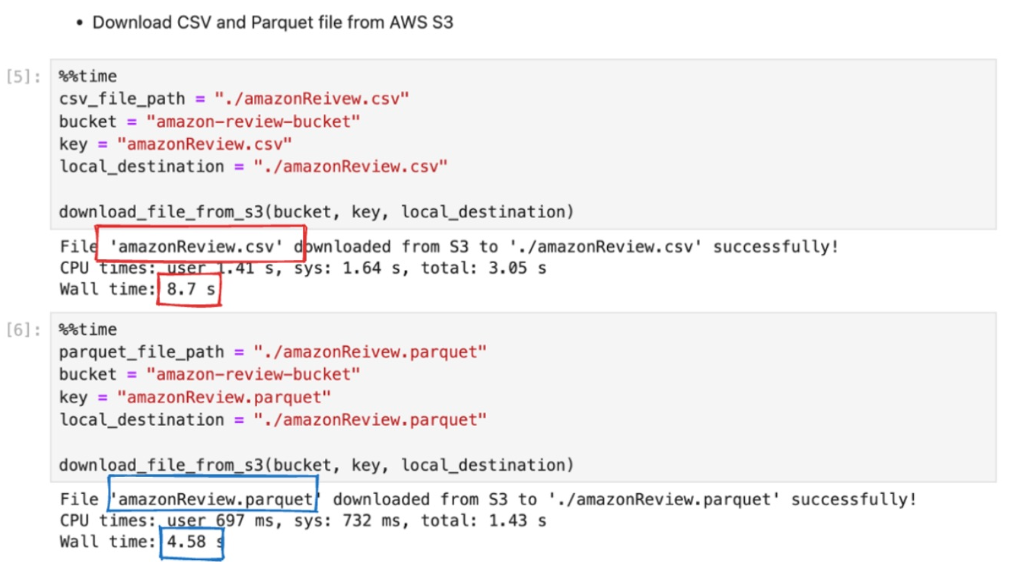 • Download CSV and Parquet file from AWS S3
[5]: %%time
csv_file_path = "./amazonReivew.csv"
bucket = "amazon-review-bucket"
key = "amazonReview.csv"
local_destination = "./amazonReview.csv"
download_file_from_s3(bucket, key, local_destination)
File 'amazonReview.csv' downloaded from S3 to './amazonReview.csv' successfully!
CPU times: user 1.41 s, sys: 1.64 s, total: 3.05 s
Wall time: 8.7 s
[6]: %%time
parquet_file_path = "./amazonReivew.parquet"
bucket = "amazon-review-bucket"
key = "amazonReview.parquet"
local_destination = "./amazonReview.parquet"
download_file_from_s3(bucket, key, local_destination)
File 'amazonReview.parquet' downloaded from S3 to './amazonReview.parquet' successfully!
CPU times: user 697 ms, sys: 732 ms, total: 1.43 s
Wall time: 4.58 s